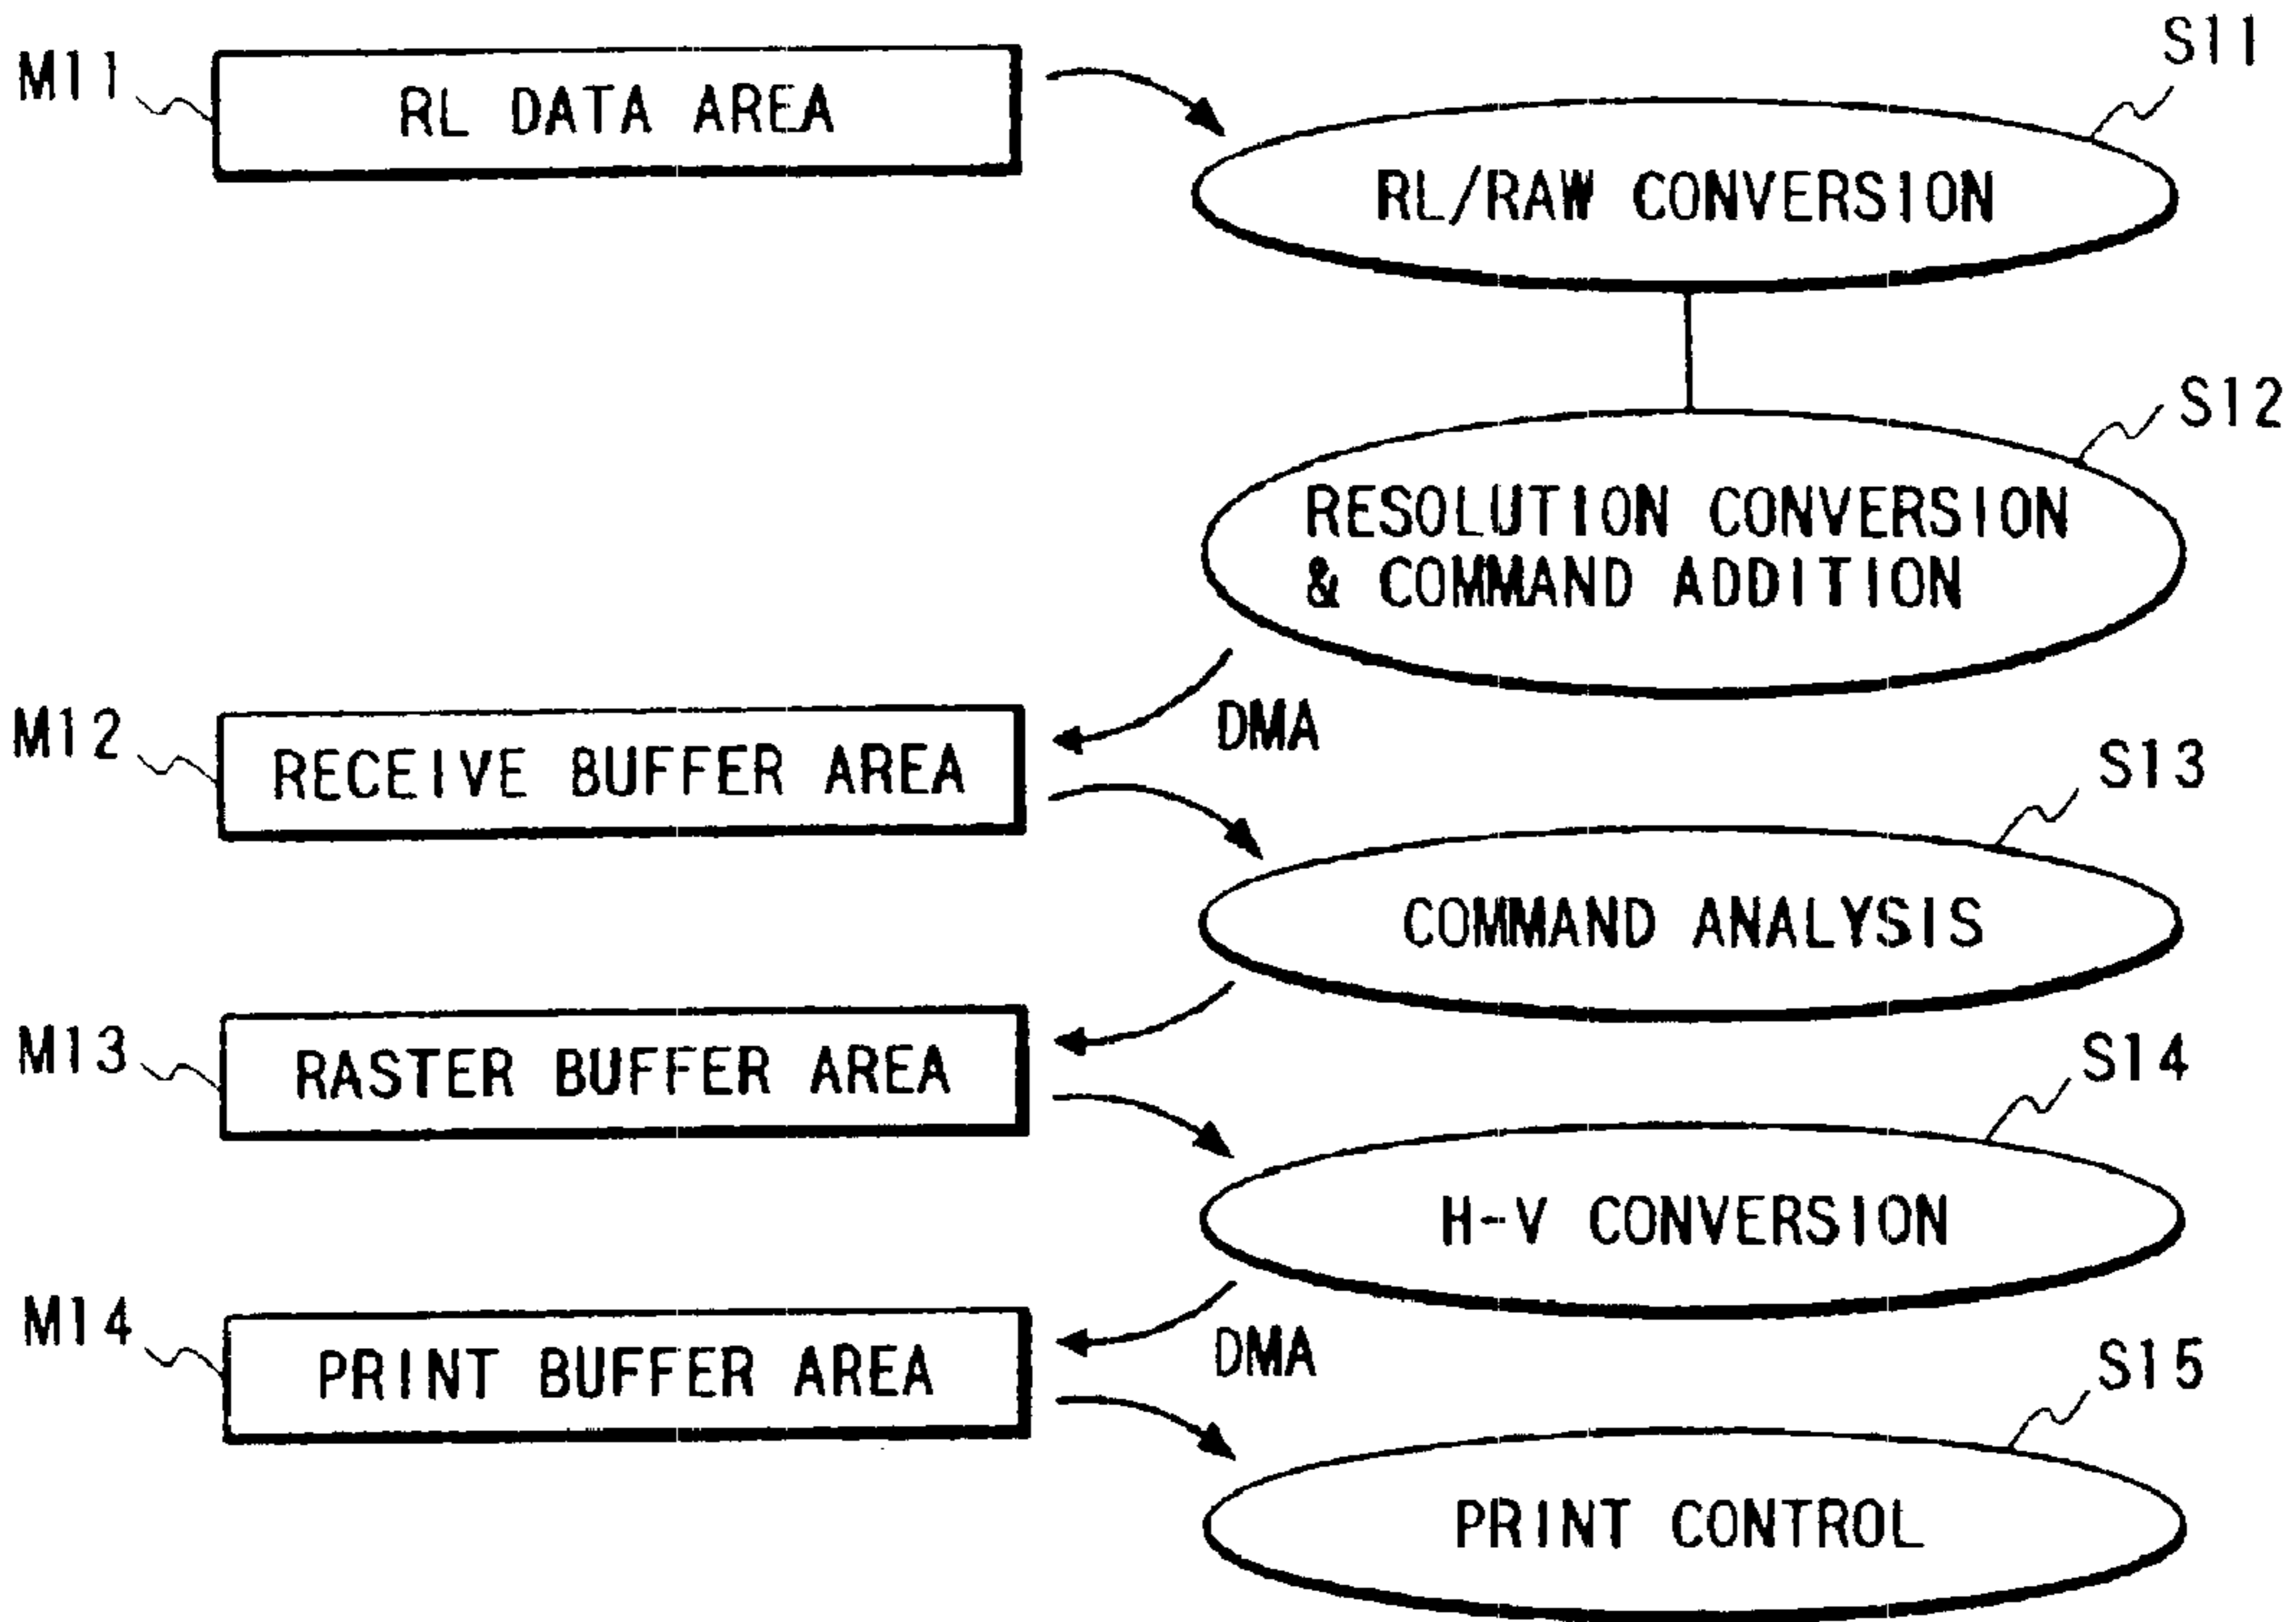 M11
RL DATA AREA
S11
RL/RAW CONVERSION
S12
RESOLUTION CONVERSION
& COMMAND ADDITION
DMA
M12
RECEIVE BUFFER AREA
S13
COMMAND ANALYSIS
M13
RASTER BUFFER AREA
S14
H-V CONVERSION
DMA
M14
PRINT BUFFER AREA
S15
PRINT CONTROL